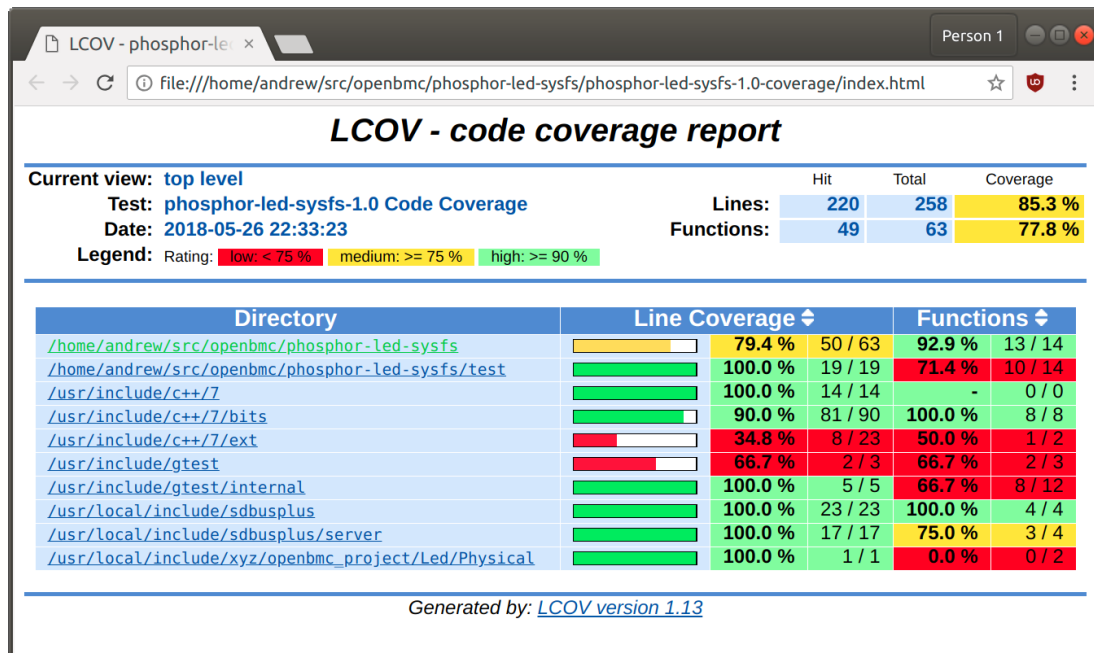 LCOV - phosphor-le
Person 1
file:///home/andrew/src/openbmc/phosphor-led-sysfs/phosphor-led-sysfs-1.0-coverage/index.html
LCOV - code coverage report
Current view: top level Hit Total Coverage
Test: phosphor-led-sysfs-1.0 Code Coverage Lines: 220 258 85.3 %
Date: 2018-05-26 22:33:23 Functions: 49 63 77.8 %
Legend: Rating: low: < 75 % medium: >= 75 % high: >= 90 %
Directory Line Coverage Functions
/home/andrew/src/openbmc/phosphor-led-sysfs 79.4 % 50 / 63 92.9 % 13 / 14
/home/andrew/src/openbmc/phosphor-led-sysfs/test 100.0 % 19 / 19 71.4 % 10 / 14
/usr/include/c++/7 100.0 % 14 / 14 - 0 / 0
/usr/include/c++/7/bits 90.0 % 81 / 90 100.0 % 8 / 8
/usr/include/c++/7/ext 34.8 % 8 / 23 50.0 % 1 / 2
/usr/include/gtest 66.7 % 2 / 3 66.7 % 2 / 3
/usr/include/gtest/internal 100.0 % 5 / 5 66.7 % 8 / 12
/usr/local/include/sdbusplus 100.0 % 23 / 23 100.0 % 4 / 4
/usr/local/include/sdbusplus/server 100.0 % 17 / 17 75.0 % 3 / 4
/usr/local/include/xyz/openbmc_project/Led/Physical 100.0 % 1 / 1 0.0 % 0 / 2
Generated by: LCOV version 1.13